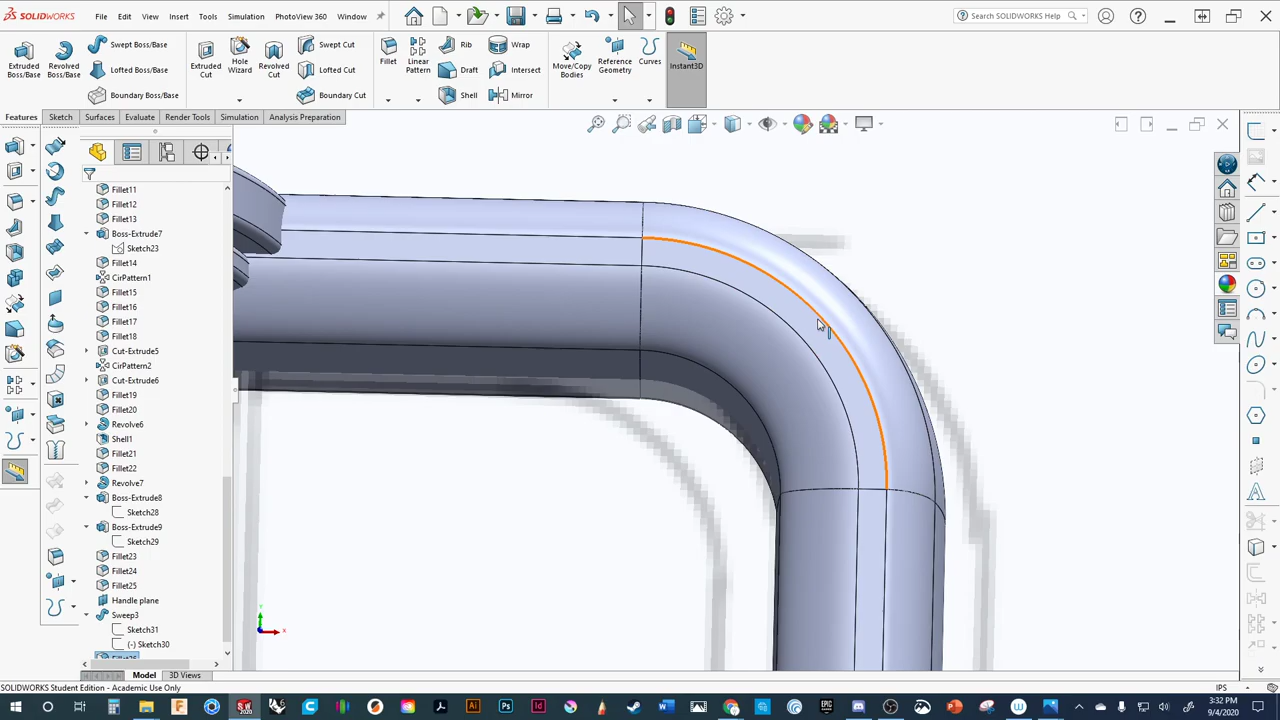 SOLIDWORKS
File Edit View Insert Tools Simulation PhotoView 360 Window
Search SOLIDWORKS Help
Extruded Boss/Base
Revolved Boss/Base
Swept Boss/Base
Lofted Boss/Base
Boundary Boss/Base
Extruded Cut
Hole Wizard
Revolved Cut
Swept Cut
Lofted Cut
Boundary Cut
Fillet
Linear Pattern
Rib
Draft
Shell
Wrap
Intersect
Mirror
Move/Copy Bodies
Reference Geometry
Curves
Instant3D
Features Sketch Surfaces Evaluate Render Tools Simulation Analysis Preparation
Fillet11
Fillet12
Fillet13
Boss-Extrude7
Sketch23
Fillet14
CirPattern1
Fillet15
Fillet16
Fillet17
Fillet18
Cut-Extrude5
CirPattern2
Cut-Extrude6
Fillet19
Fillet20
Revolve6
Shell1
Fillet21
Fillet22
Revolve7
Boss-Extrude8
Sketch28
Boss-Extrude9
Sketch29
Fillet23
Fillet24
Fillet25
Handle plane
Sweep3
Sketch31
(-) Sketch30
Y
X
Model 3D Views
SOLIDWORKS Student Edition - Academic Use Only
IPS
3:32 PM
9/4/2020